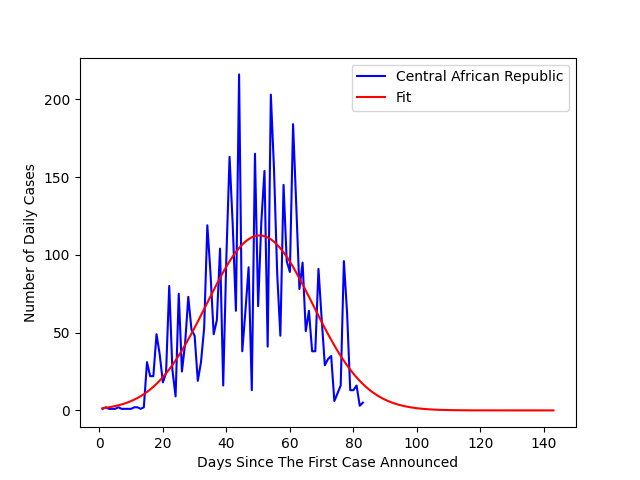 Central African Republic
Fit
200
150
100
50
0
Number of Daily Cases
0 20 40 60 80 100 120 140
Days Since The First Case Announced